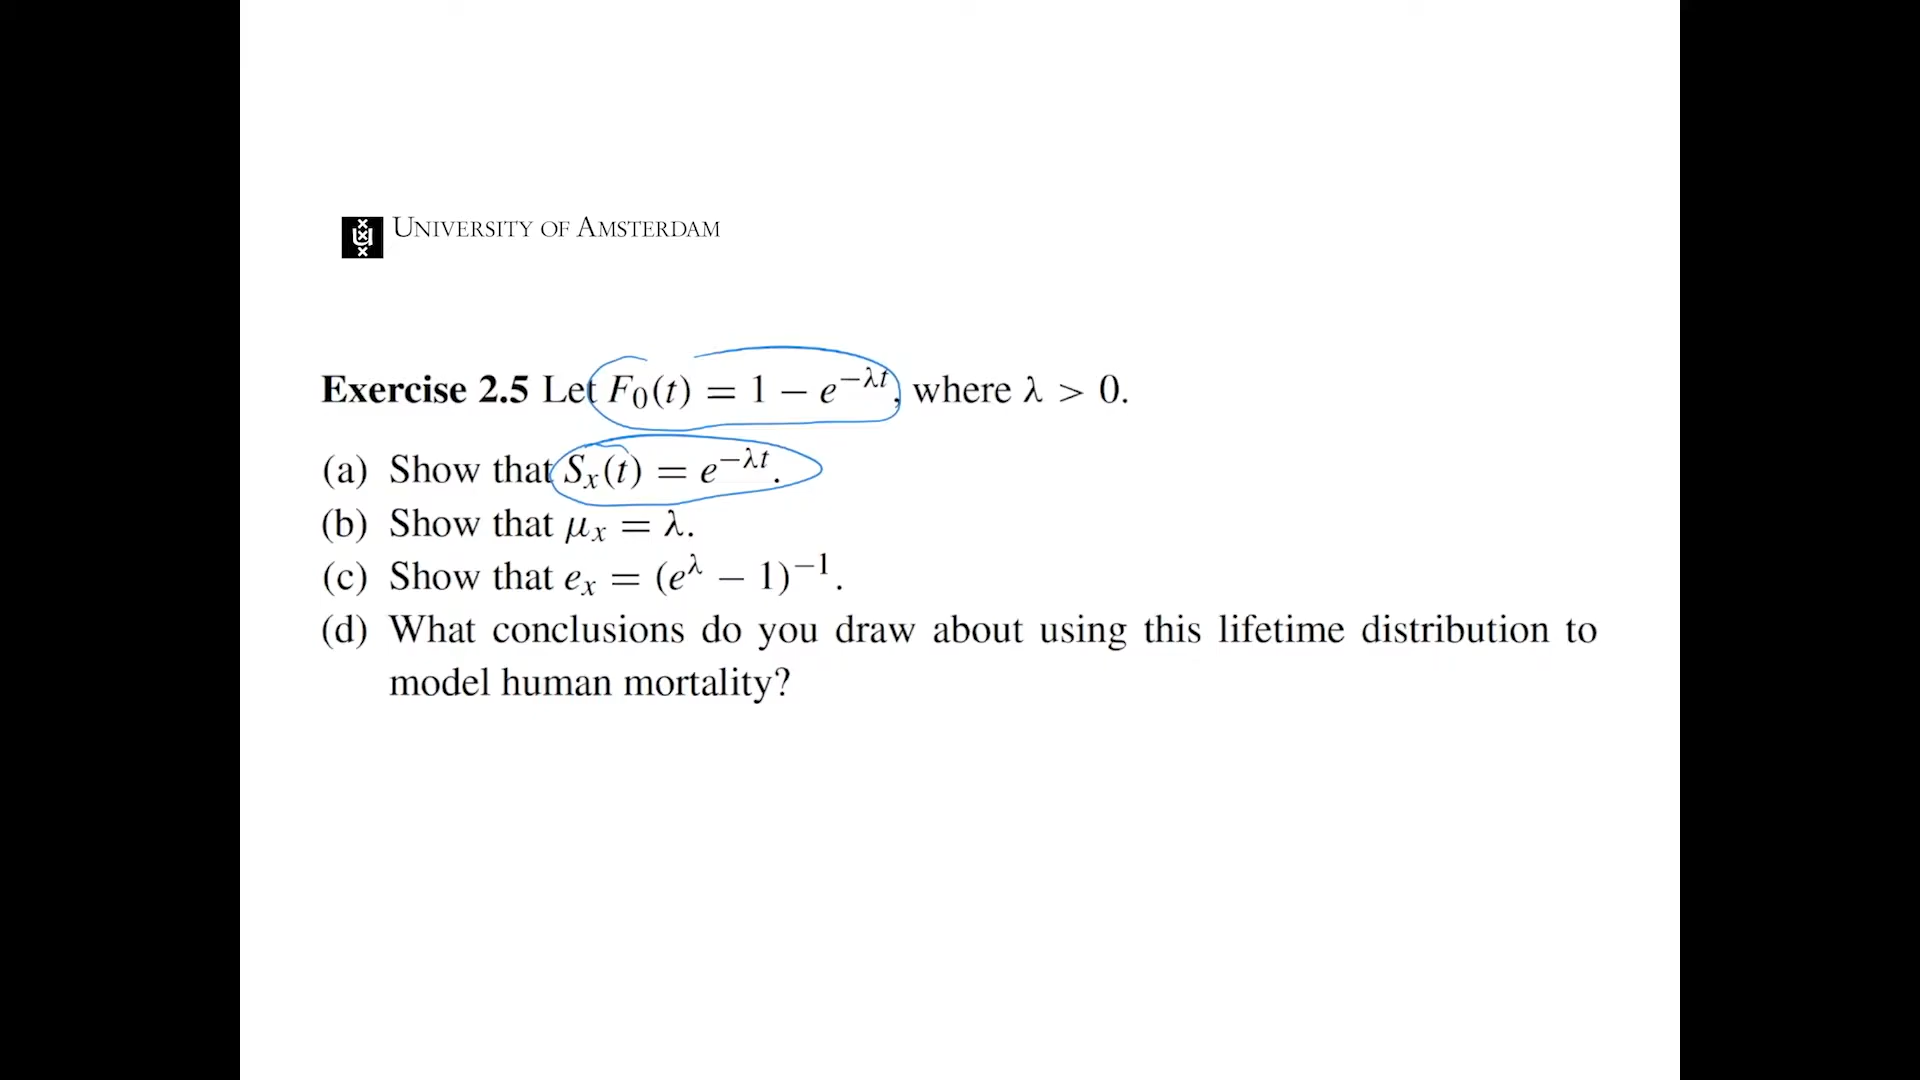 UNIVERSITY OF AMSTERDAM
Exercise 2.5 Let F₀(t) = 1 − e^{−λt}, where λ > 0.
(a) Show that Sₓ(t) = e^{−λt}.
(b) Show that μₓ = λ.
(c) Show that eₓ = (e^λ − 1)^{−1}.
(d) What conclusions do you draw about using this lifetime distribution to
model human mortality?